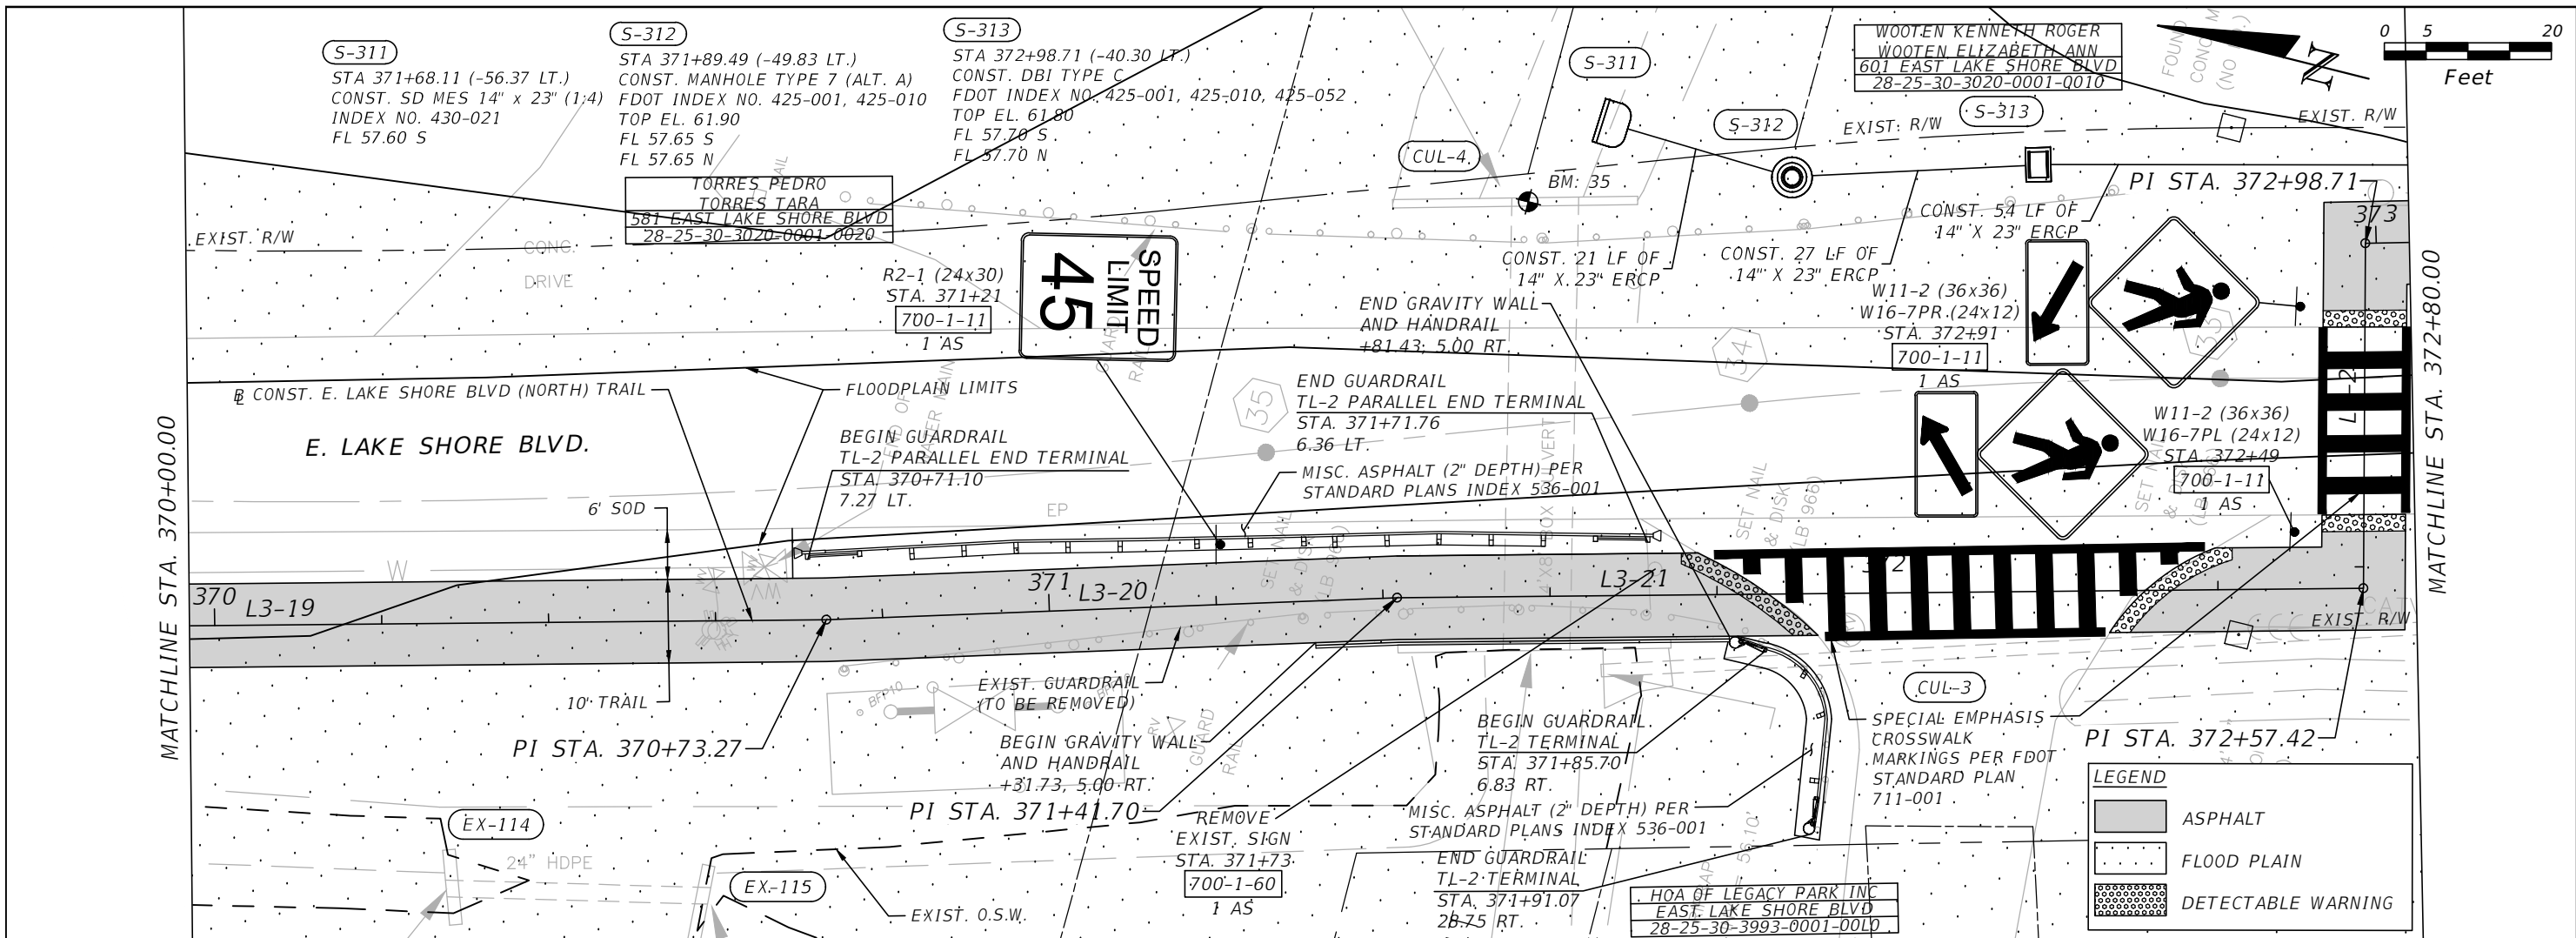 S-311
STA 371+68.11 (-56.37 LT.)
CONST. SD MES 14" x 23" (1:4)
INDEX NO. 430-021
FL 57.60 S
S-312
STA 371+89.49 (-49.83 LT.)
CONST. MANHOLE TYPE 7 (ALT. A)
FDOT INDEX NO. 425-001, 425-010
TOP EL. 61.90
FL 57.65 S
FL 57.65 N
S-313
STA 372+98.71 (-40.30 LT.)
CONST. DBI TYPE C
FDOT INDEX NO. 425-001, 425-010, 425-052
TOP EL. 61.80
FL 57.70 S
FL 57.70 N
TORRES PEDRO
TORRES TARA
581 EAST LAKE SHORE BLVD
28-25-30-3020-0001-0020
WOOTEN KENNETH ROGER
WOOTEN ELIZABETH ANN
601 EAST LAKE SHORE BLVD
28-25-30-3020-0001-0010
N
0 5 20
Feet
S-311
S-312
S-313
CUL-4
BM: 35
EXIST. R/W
EXIST. R/W
EXIST. R/W
CONC.
DRIVE
PI STA. 372+98.71
373
CONST. 54 LF OF
14" X 23" ERCP
CONST. 21 LF OF
14" X 23" ERCP
CONST. 27 LF OF
14" X 23" ERCP
R2-1 (24x30)
STA. 371+21
700-1-11
1 AS
SPEED
LIMIT
45
END GRAVITY WALL
AND HANDRAIL
+81.43, 5.00 RT.
W11-2 (36x36)
W16-7PR (24x12)
STA. 372+91
700-1-11
1 AS
W11-2 (36x36)
W16-7PL (24x12)
STA. 372+49
700-1-11
1 AS
MATCHLINE STA. 370+00.00
MATCHLINE STA. 372+80.00
CONST. E. LAKE SHORE BLVD (NORTH) TRAIL
FLOODPLAIN LIMITS
E. LAKE SHORE BLVD.
BEGIN GUARDRAIL
TL-2 PARALLEL END TERMINAL
STA. 370+71.10
7.27 LT.
END GUARDRAIL
TL-2 PARALLEL END TERMINAL
STA. 371+71.76
6.36 LT.
MISC. ASPHALT (2" DEPTH) PER
STANDARD PLANS INDEX 536-001
END OF
WATER MAIN
34
35
SET NAIL
& DISK
(LB 966)
EP
6' SOD
W
370
L3-19
371
L3-20
L3-21
372
10' TRAIL
PI STA. 370+73.27
EXIST. GUARDRAIL
(TO BE REMOVED)
BFP10
GUARD
RAIL
BEGIN GRAVITY WALL
AND HANDRAIL
+31.73, 5.00 RT.
PI STA. 371+41.70
REMOVE
EXIST. SIGN
STA. 371+73
700-1-60
1 AS
BEGIN GUARDRAIL
TL-2 TERMINAL
STA. 371+85.70
6.83 RT.
MISC. ASPHALT (2" DEPTH) PER
STANDARD PLANS INDEX 536-001
END GUARDRAIL
TL-2 TERMINAL
STA. 371+91.07
28.75 RT.
CUL-3
SPECIAL EMPHASIS
CROSSWALK
MARKINGS PER FDOT
STANDARD PLAN
711-001
EXIST. R/W
PI STA. 372+57.42
EX-114
24" HDPE
EX-115
EXIST. O.S.W.
HOA OF LEGACY PARK INC
EAST LAKE SHORE BLVD
28-25-30-3993-0001-00L0
LEGEND
ASPHALT
FLOOD PLAIN
DETECTABLE WARNING